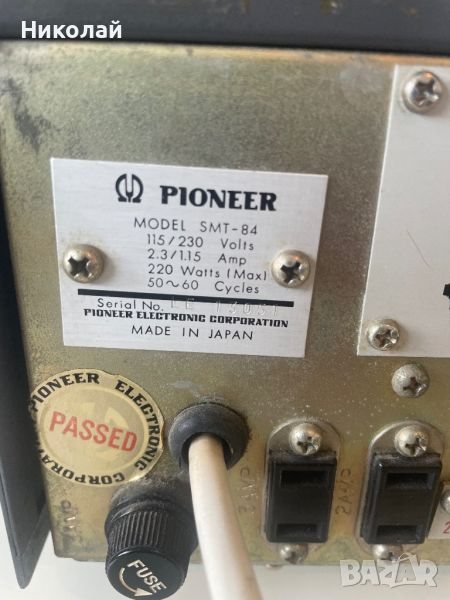 Николай
PIONEER
MODEL SMT-84
115/230 Volts
2.3/1.15 Amp
220 Watts (Max)
50~60 Cycles
Serial No.
PIONEER ELECTRONIC CORPORATION
MADE IN JAPAN
PIONEER ELECTRONIC CORPORATION
PASSED
FUSE
BAZAR